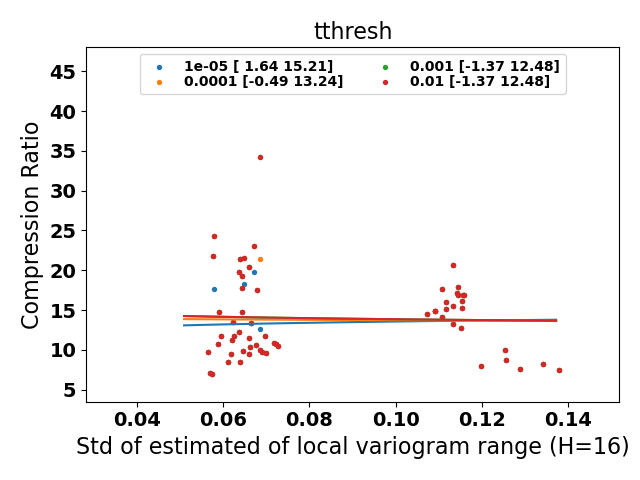 tthresh
1e-05 [ 1.64 15.21]
0.0001 [-0.49 13.24]
0.001 [-1.37 12.48]
0.01 [-1.37 12.48]
Compression Ratio
45
40
35
30
25
20
15
10
5
0.04 0.06 0.08 0.10 0.12 0.14
Std of estimated of local variogram range (H=16)